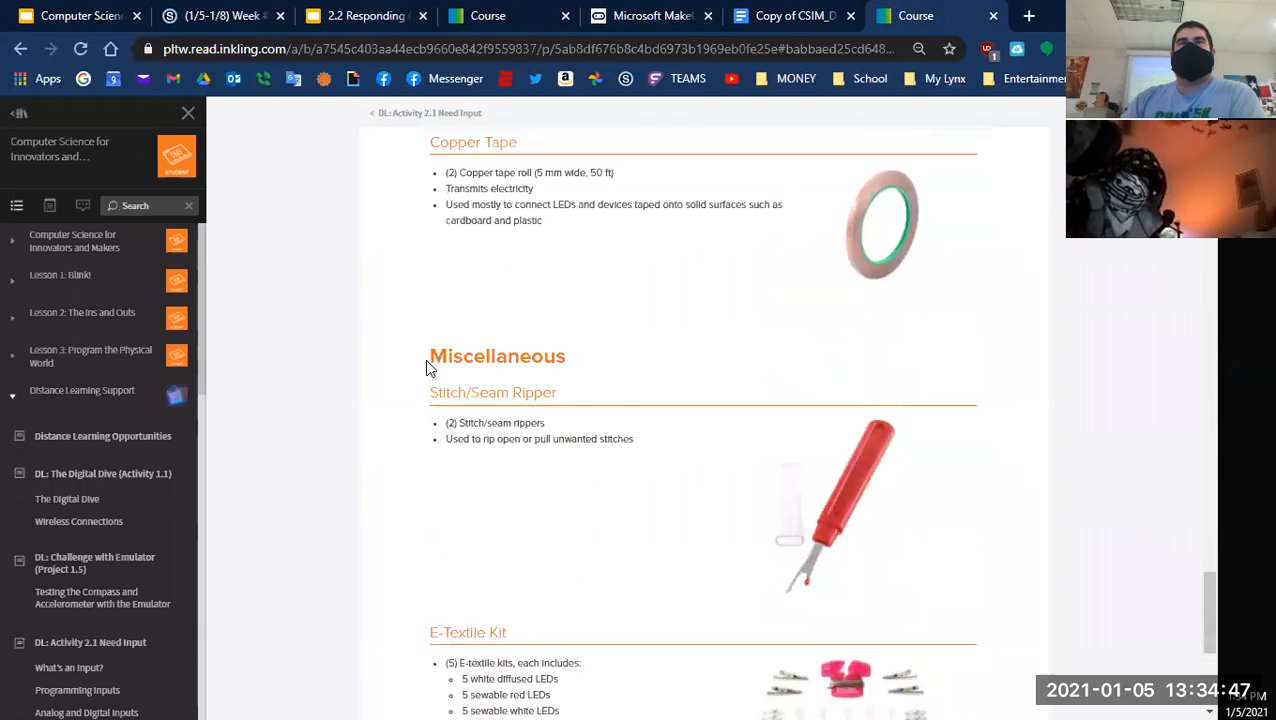 (1/5-1/8) Week
2.2 Responsive
Microsoft Make
Copy of CSIM_D
Course
pltw.read.inkling.com/a/b/a7545c403aa44ecb9660e842f3f59837/p/5ab8df676b8c4bd6973b1969eb0fe25e#babbaed25cd648...
Apps
Messenger
TEAMS
MONEY
School
My Lynx
Entertainm
DL: Activity 2.1 Need Input
Computer Science for
Innovators and...
STUDENT
Search
Computer Science for
Innovators and Makers
Lesson 1: Blink!
Lesson 2: The Ins and Outs
Lesson 3: Program the Physical
World
Distance Learning Support
Distance Learning Opportunities
DL: The Digital Dive (Activity 1.1)
The Digital Dive
Wireless Connections
DL: Challenge with Emulator
(Project 1.5)
Testing the Compass and
Accelerometer with the Emulator
DL: Activity 2.1 Need Input
What's an Input?
Programming Inputs
Analog and Digital Inputs
Copper Tape
(2) Copper tape roll (5 mm wide, 50 ft)
Transmits electricity
Used mostly to connect LEDs and devices taped onto solid surfaces such as
cardboard and plastic
Miscellaneous
Stitch/Seam Ripper
(2) Stitch/seam rippers
Used to rip open or pull unwanted stitches
E-Textile Kit
(5) E-textile kits, each includes:
5 white diffused LEDs
5 sewable red LEDs
5 sewable white LEDs
2021-01-05 13:34:47
1/5/2021